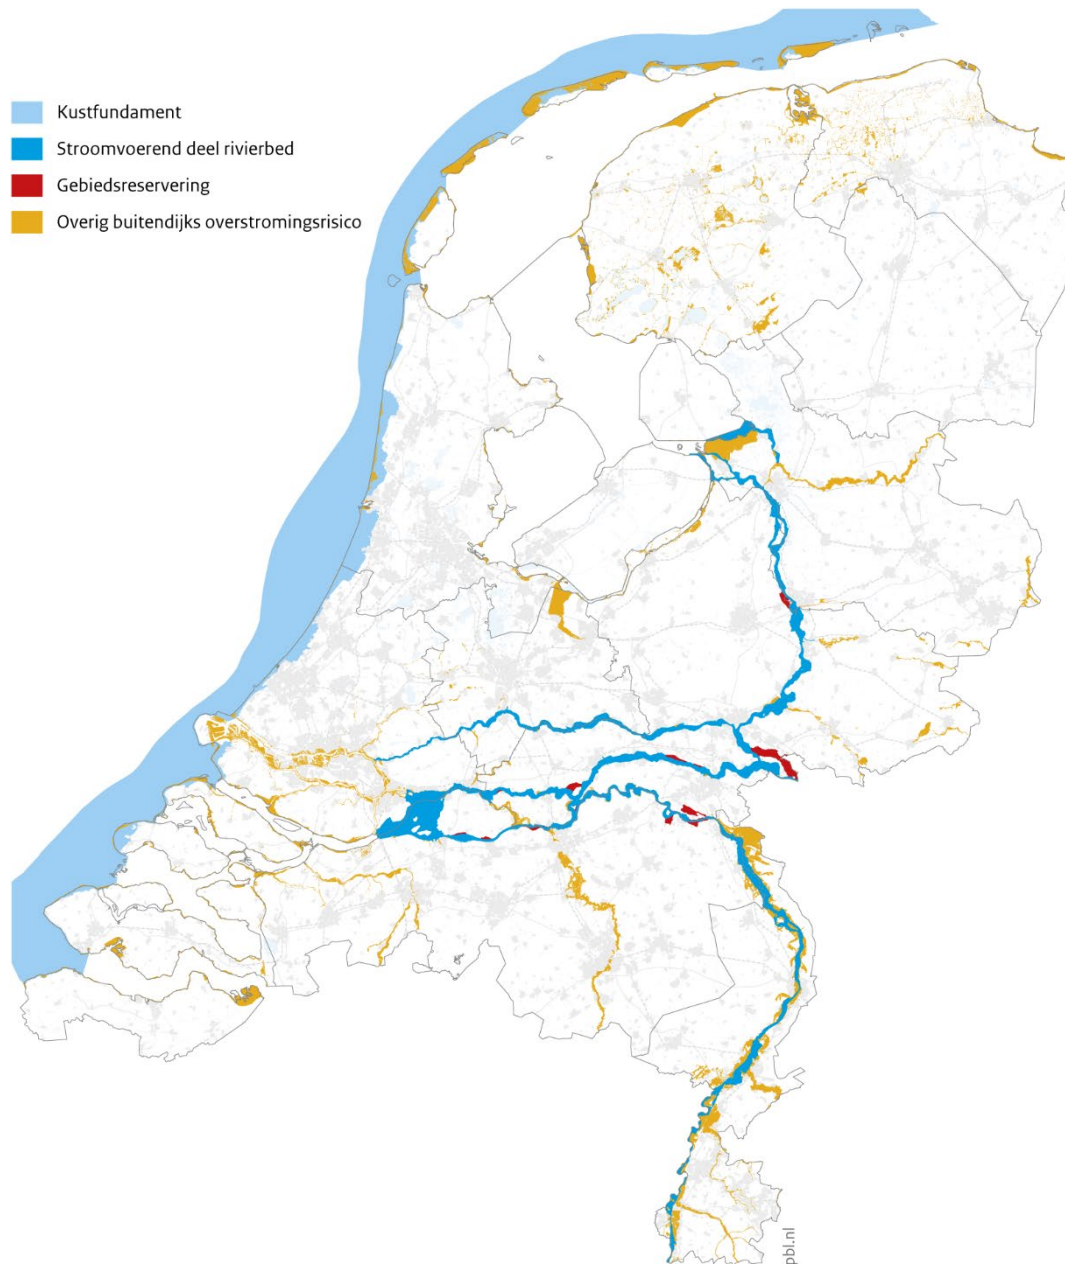 Kustfundament
Stroomvoerend deel rivierbed
Gebiedsreservering
Overig buitendijks overstromingsrisico
pbl.nl